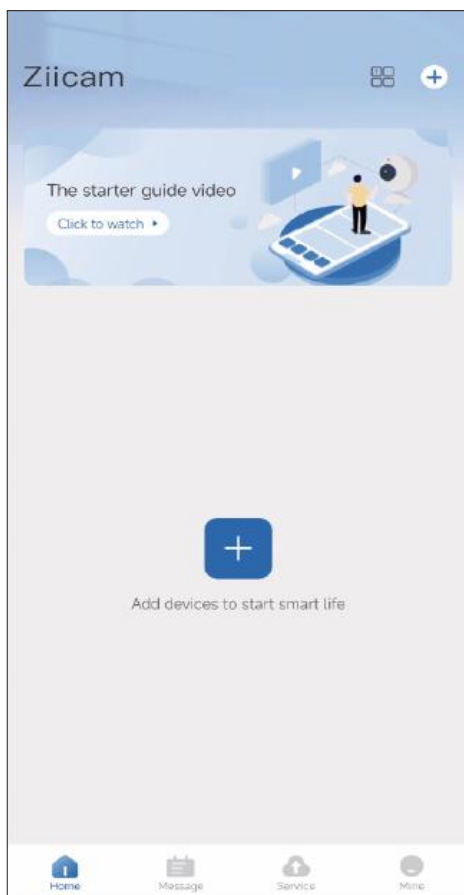 Ziicam
The starter guide video
Click to watch
Add devices to start smart life
Home
Message
Service
Mine